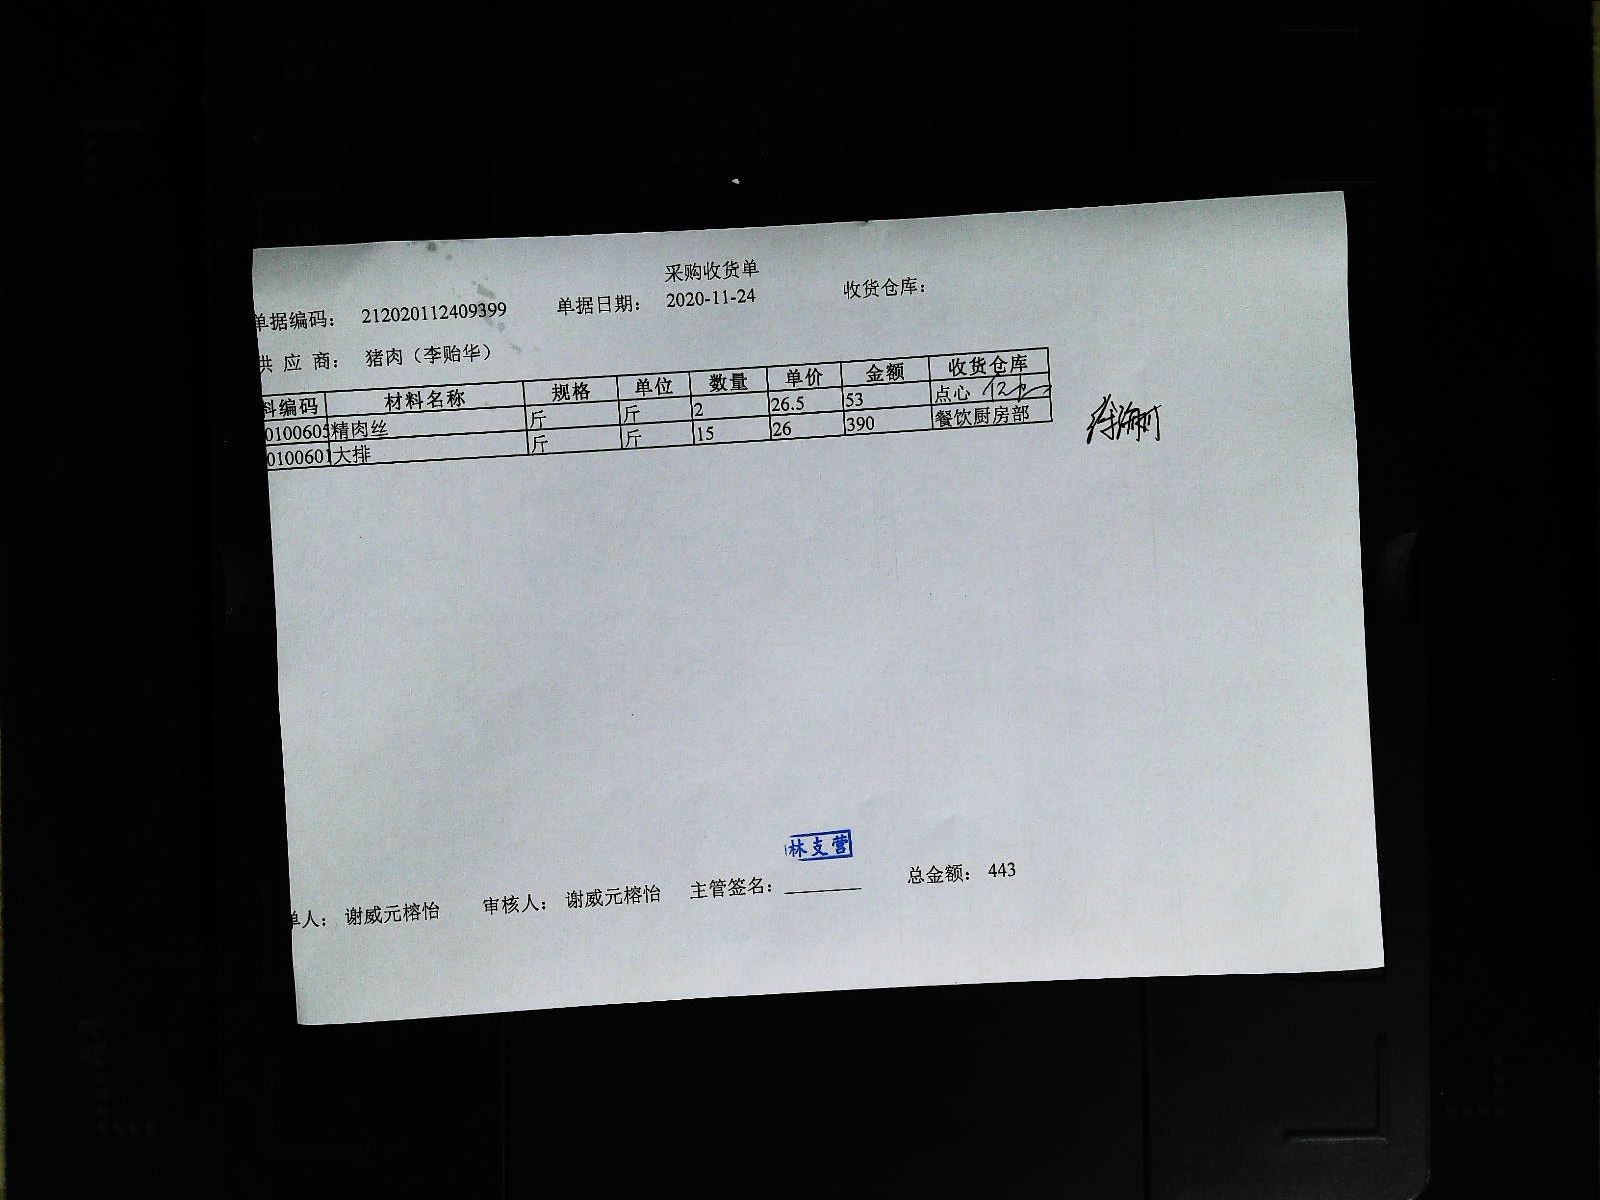 采购收货单
单据编码： 212020112409399 单据日期： 2020-11-24 收货仓库：
供 应 商： 猪肉（李贻华）
料编码 材料名称 规格 单位 数量 单价 金额 收货仓库
0100605 精肉丝 斤 斤 2 26.5 53 点心
0100601 大排 斤 斤 15 26 390 餐饮厨房部
林支营
单人： 谢威元榕怡 审核人： 谢威元榕怡 主管签名： 总金额： 443